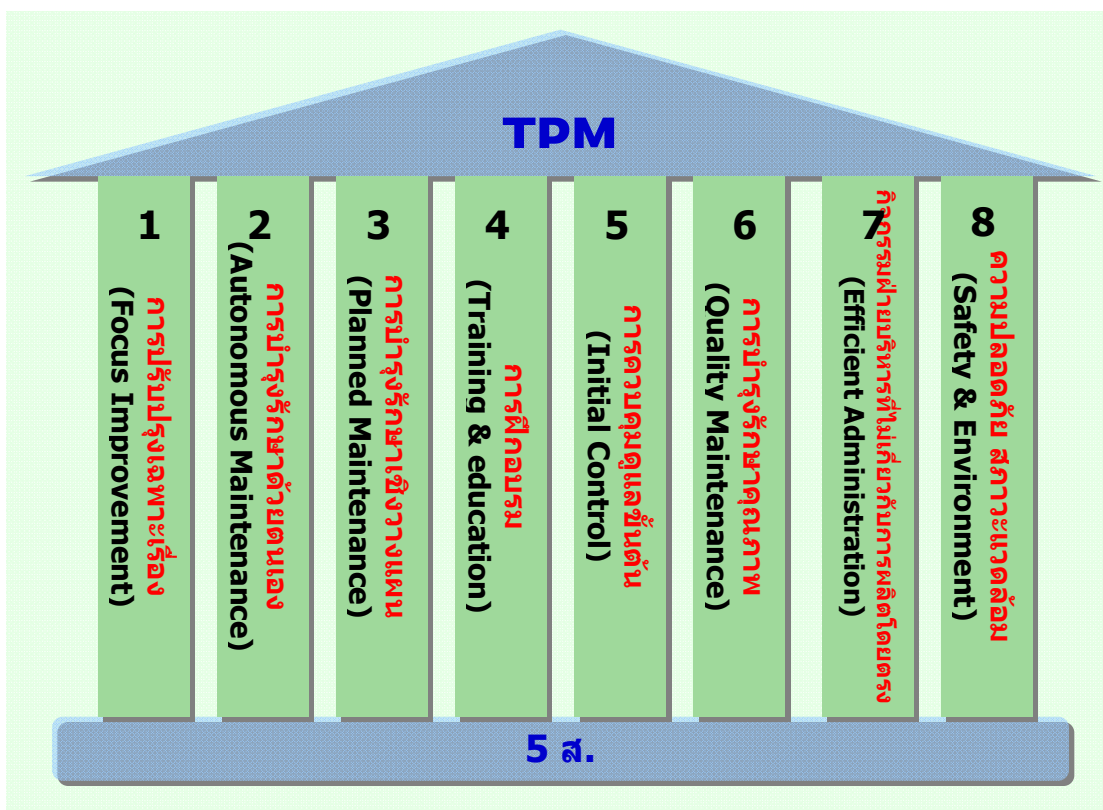 TPM
1
การปรับปรุงเฉพาะเรื่อง
(Focus Improvement)
2
การบำรุงรักษาด้วยตนเอง
(Autonomous Maintenance)
3
การบำรุงรักษาเชิงวางแผน
(Planned Maintenance)
4
การฝึกอบรม
(Training & education)
5
การควบคุมดูแลขั้นต้น
(Initial Control)
6
การบำรุงรักษาคุณภาพ
(Quality Maintenance)
7
กิจกรรมฝ่ายบริหารที่ไม่เกี่ยวกับการผลิตโดยตรง
(Efficient Administration)
8
ความปลอดภัย สภาวะแวดล้อม
(Safety & Environment)
5 ส.